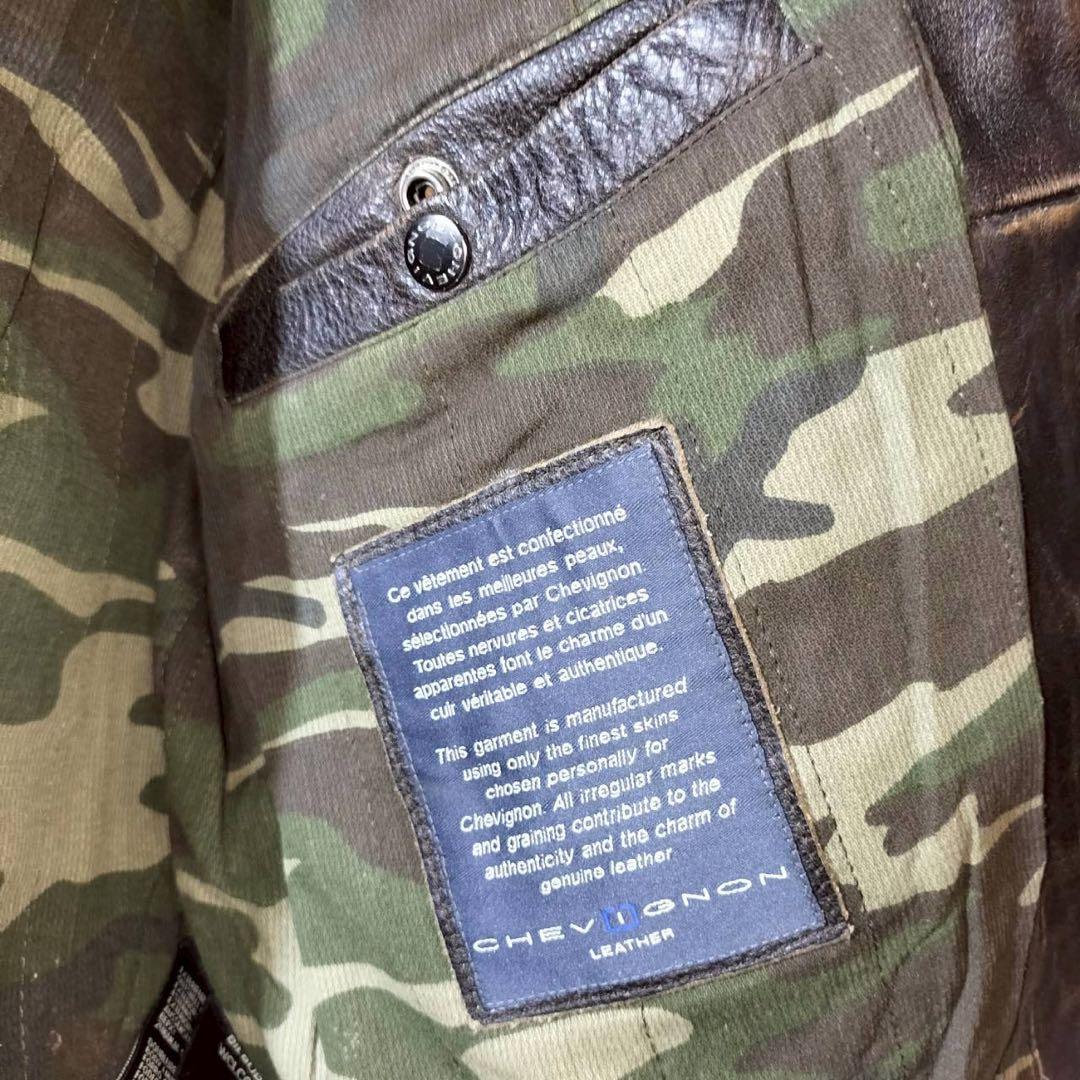 CHEVIGNON
Ce vêtement est confectionné
dans les meilleures peaux,
sélectionnées par Chevignon.
Toutes nervures et cicatrices
apparentes font le charme d'un
cuir véritable et authentique.
This garment is manufactured
using only the finest skins
chosen personally for
Chevignon. All irregular marks
and graining contribute to the
authenticity and the charm of
genuine leather
CHEVIGNON
LEATHER